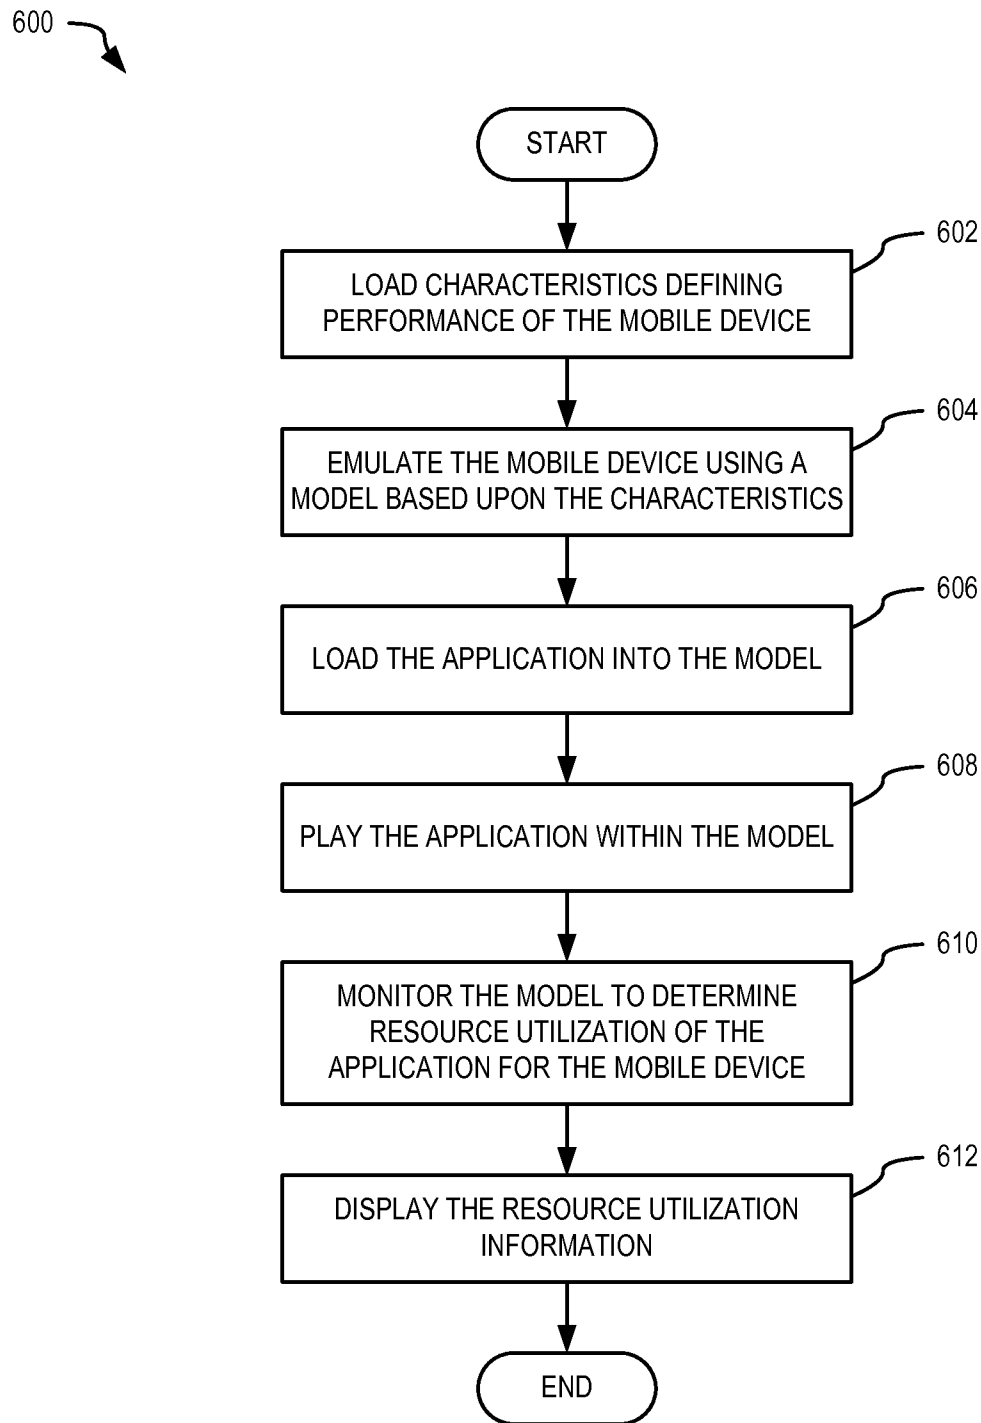 600
START
602
LOAD CHARACTERISTICS DEFINING
PERFORMANCE OF THE MOBILE DEVICE
604
EMULATE THE MOBILE DEVICE USING A
MODEL BASED UPON THE CHARACTERISTICS
606
LOAD THE APPLICATION INTO THE MODEL
608
PLAY THE APPLICATION WITHIN THE MODEL
610
MONITOR THE MODEL TO DETERMINE
RESOURCE UTILIZATION OF THE
APPLICATION FOR THE MOBILE DEVICE
612
DISPLAY THE RESOURCE UTILIZATION
INFORMATION
END